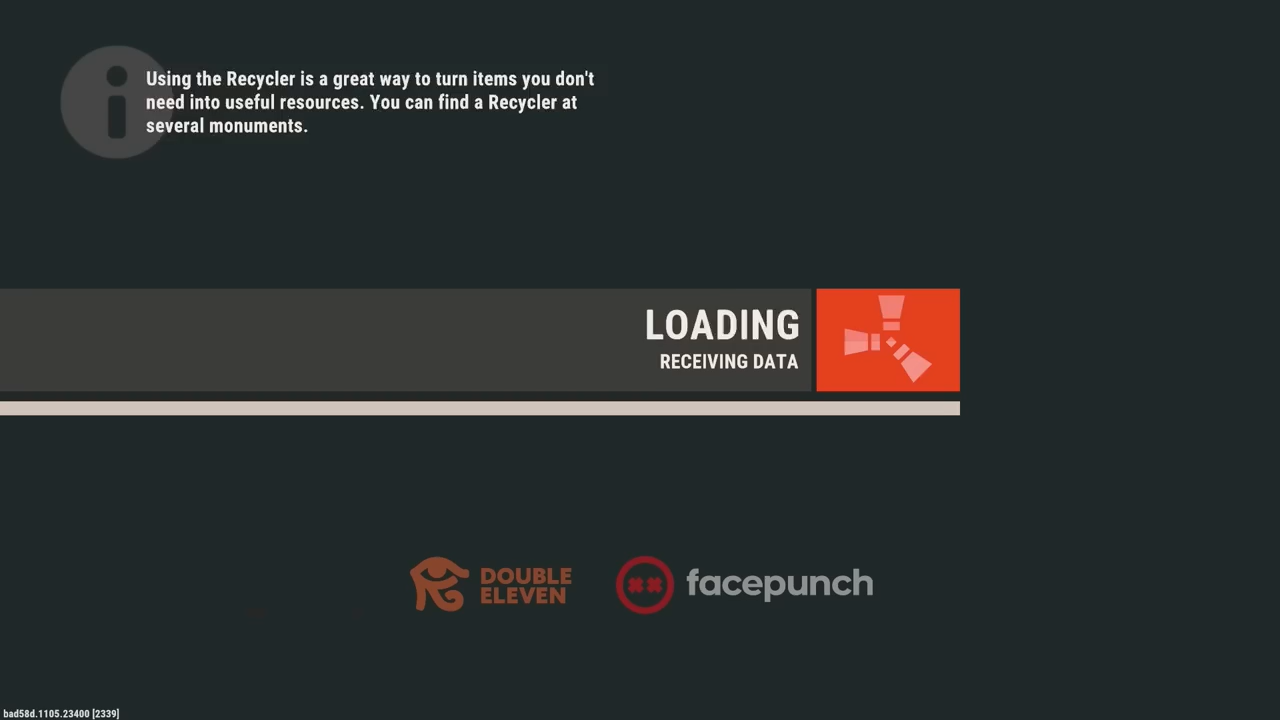 Using the Recycler is a great way to turn items you don't
need into useful resources. You can find a Recycler at
several monuments.
LOADING
RECEIVING DATA
DOUBLE
ELEVEN
facepunch
bad58d.1105.23400 [2339]